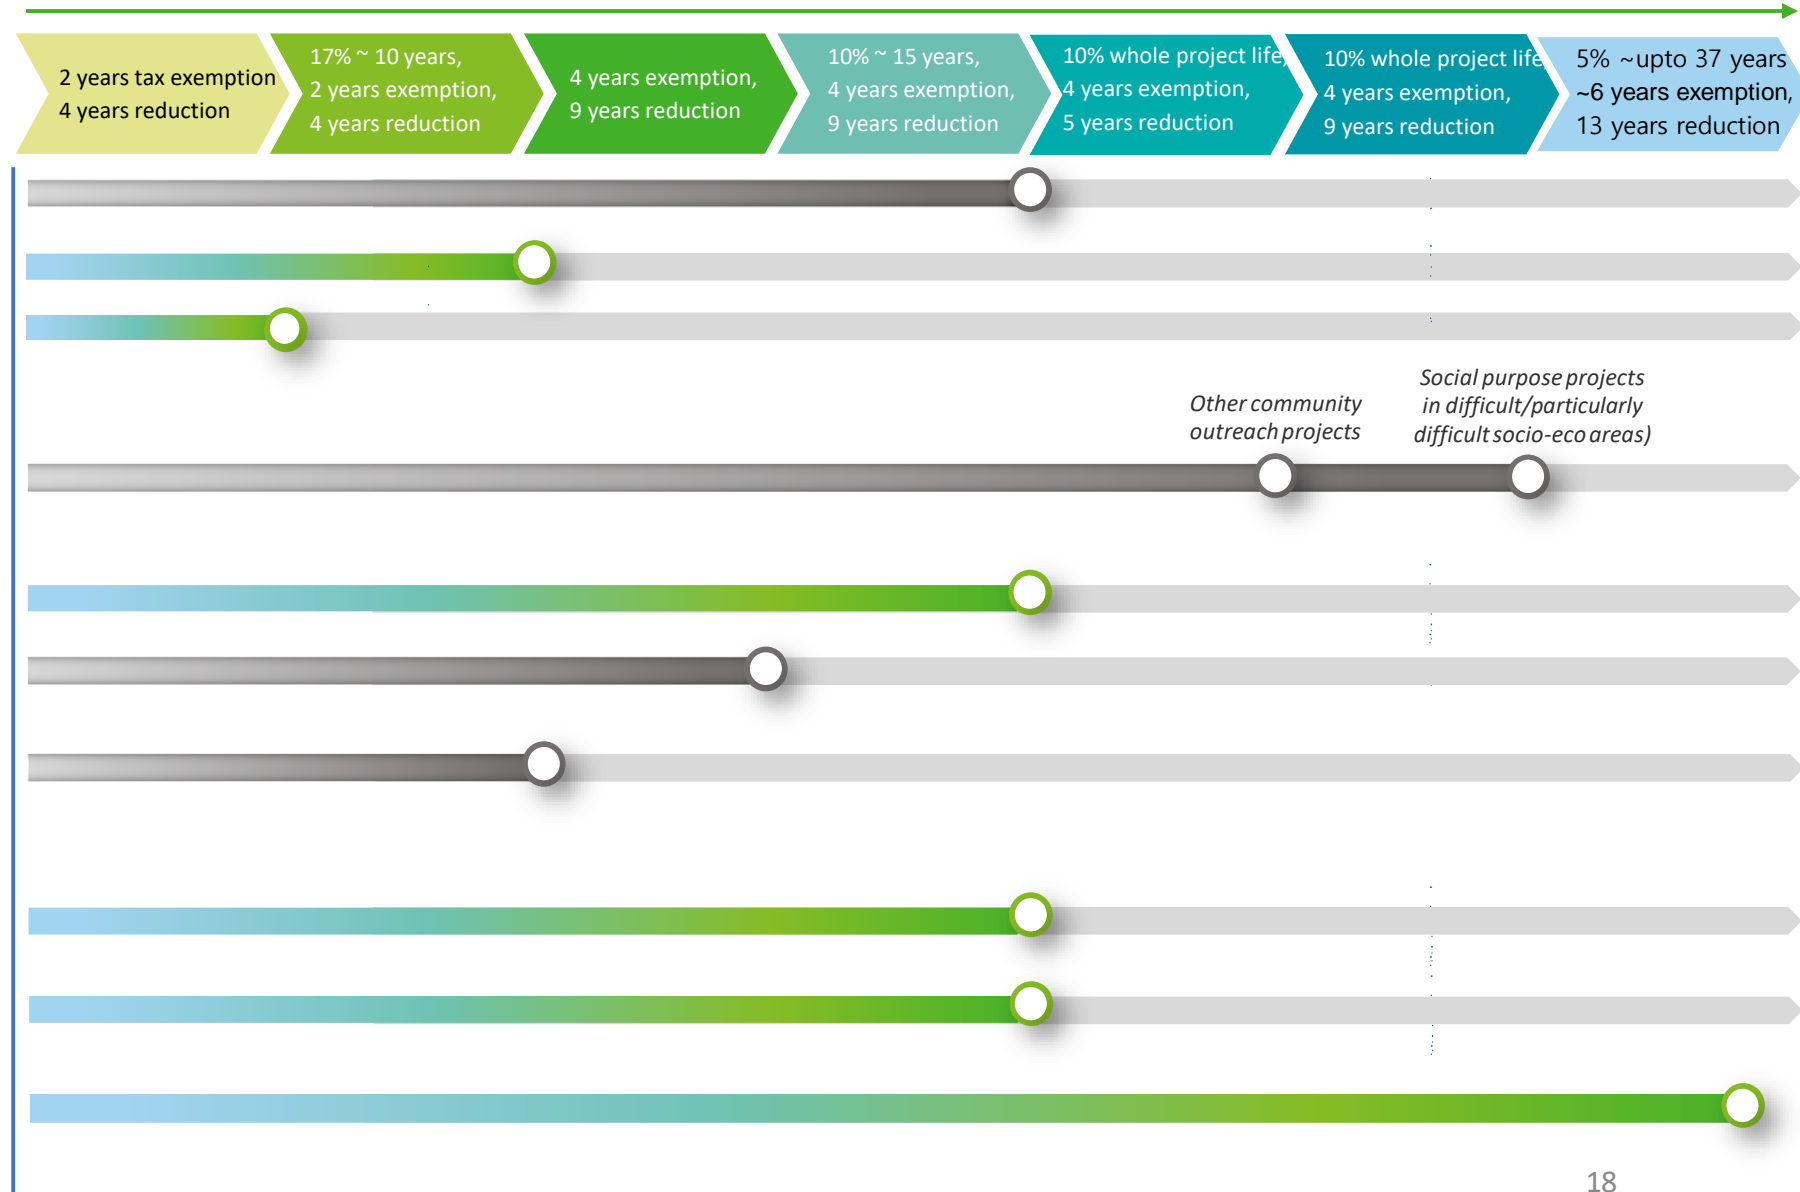 2 years tax exemption
4 years reduction
17% ~ 10 years,
2 years exemption,
4 years reduction
4 years exemption,
9 years reduction
10% ~ 15 years,
4 years exemption,
9 years reduction
10% whole project life,
4 years exemption,
5 years reduction
10% whole project life,
4 years exemption,
9 years reduction
5% ~upto 37 years
~6 years exemption,
13 years reduction
Other community
outreach projects
Social purpose projects
in difficult/particularly
difficult socio-eco areas)
18